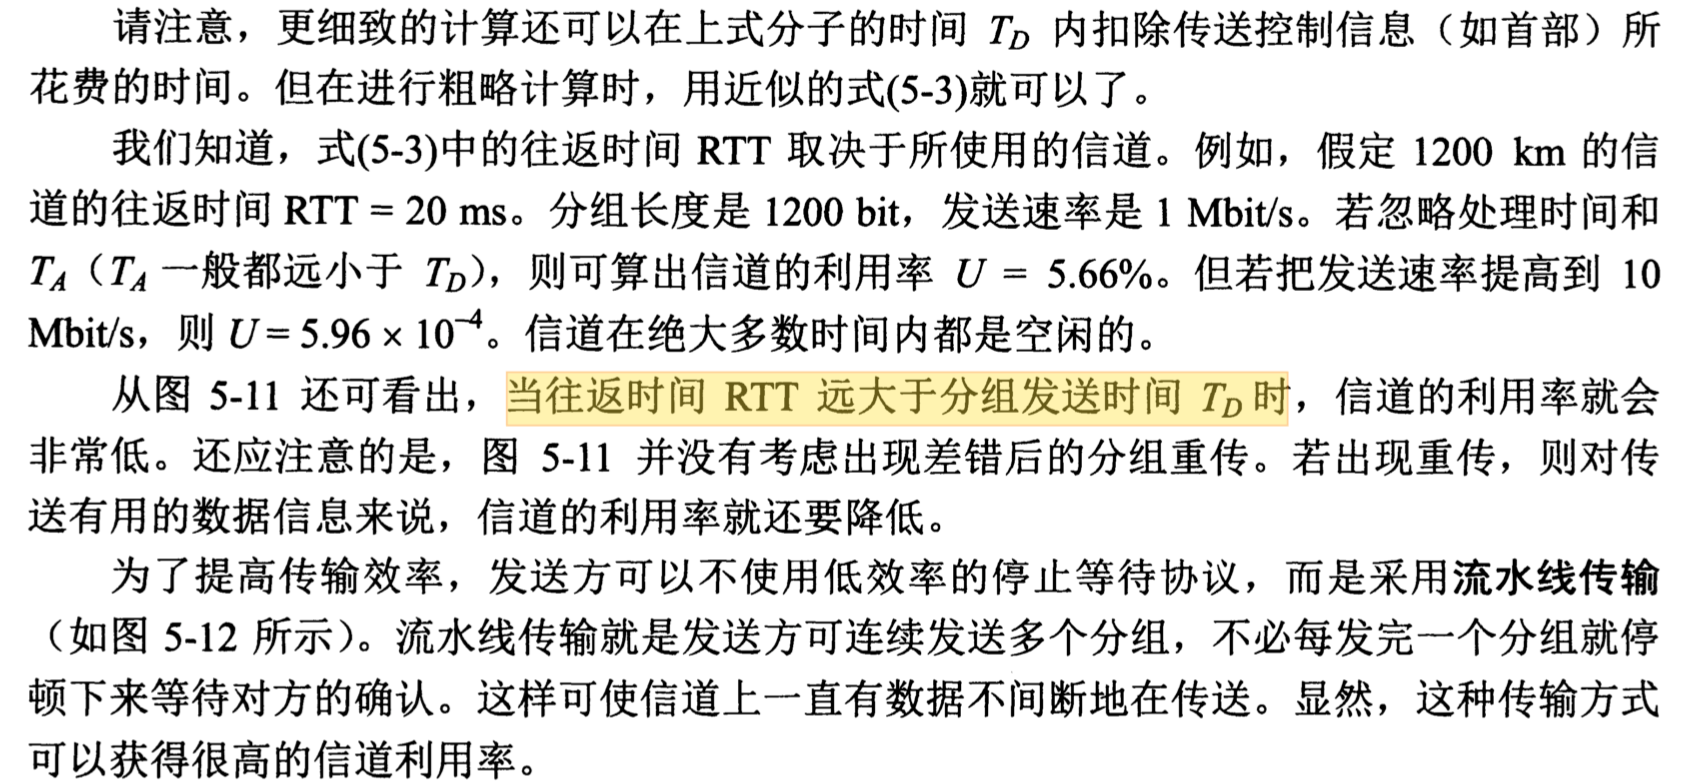 请注意，更细致的计算还可以在上式分子的时间 T_D 内扣除传送控制信息（如首部）所
花费的时间。但在进行粗略计算时，用近似的式(5-3)就可以了。
我们知道，式(5-3)中的往返时间 RTT 取决于所使用的信道。例如，假定 1200 km 的信
道的往返时间 RTT = 20 ms。分组长度是 1200 bit，发送速率是 1 Mbit/s。若忽略处理时间和
T_A（T_A 一般都远小于 T_D），则可算出信道的利用率 U = 5.66%。但若把发送速率提高到 10
Mbit/s，则 U = 5.96 × 10⁻⁴。信道在绝大多数时间内都是空闲的。
从图 5-11 还可看出，当往返时间 RTT 远大于分组发送时间 T_D 时，信道的利用率就会
非常低。还应注意的是，图 5-11 并没有考虑出现差错后的分组重传。若出现重传，则对传
送有用的数据信息来说，信道的利用率就还要降低。
为了提高传输效率，发送方可以不使用低效率的停止等待协议，而是采用流水线传输
（如图 5-12 所示）。流水线传输就是发送方可连续发送多个分组，不必每发完一个分组就停
顿下来等待对方的确认。这样可使信道上一直有数据不间断地在传送。显然，这种传输方式
可以获得很高的信道利用率。